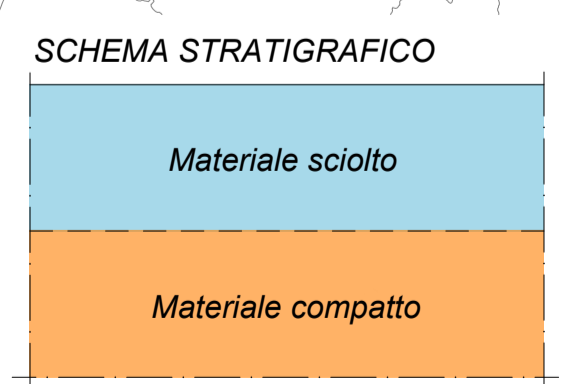 SCHEMA STRATIGRAFICO
Materiale sciolto
Materiale compatto